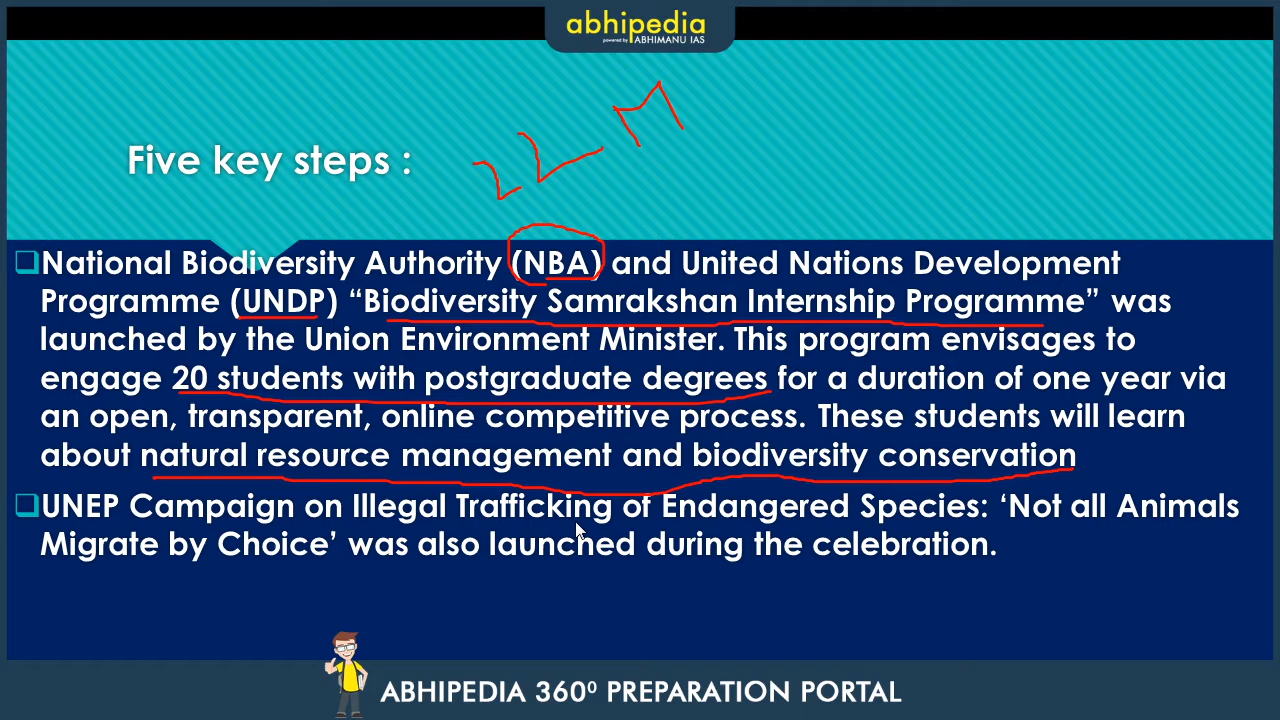 abhipedia
powered by ABHIMANU IAS
Five key steps :
22 M
National Biodiversity Authority (NBA) and United Nations Development
Programme (UNDP) “Biodiversity Samrakshan Internship Programme” was
launched by the Union Environment Minister. This program envisages to
engage 20 students with postgraduate degrees for a duration of one year via
an open, transparent, online competitive process. These students will learn
about natural resource management and biodiversity conservation
UNEP Campaign on Illegal Trafficking of Endangered Species: ‘Not all Animals
Migrate by Choice’ was also launched during the celebration.
ABHIPEDIA 360⁰ PREPARATION PORTAL